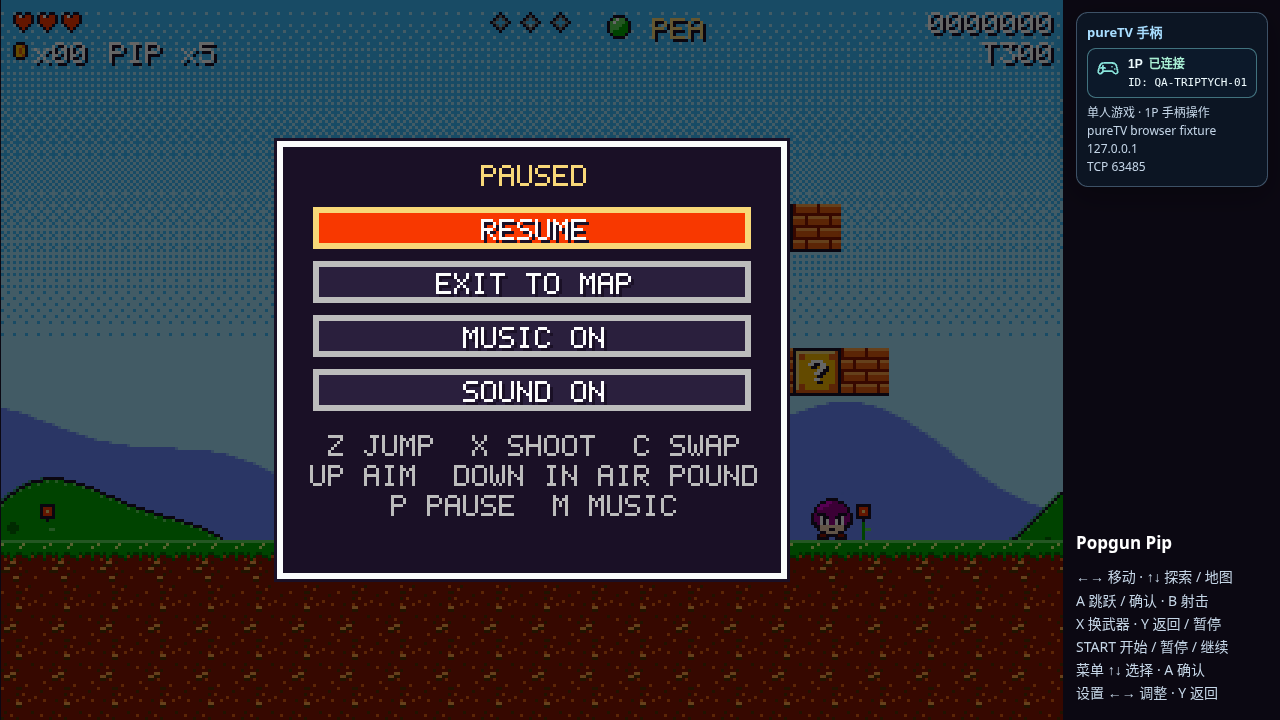 x00 PIP x5
PEA
0000000
T300
PAUSED
RESUME
EXIT TO MAP
MUSIC ON
SOUND ON
Z JUMP X SHOOT C SWAP
UP AIM DOWN IN AIR POUND
P PAUSE M MUSIC
?
pureTV 手柄
1P 已连接
ID: QA-TRIPTYCH-01
单人游戏 · 1P 手柄操作
pureTV browser fixture
127.0.0.1
TCP 63485
Popgun Pip
←→ 移动 · ↑↓ 探索 / 地图
A 跳跃 / 确认 · B 射击
X 换武器 · Y 返回 / 暂停
START 开始 / 暂停 / 继续
菜单 ↑↓ 选择 · A 确认
设置 ←→ 调整 · Y 返回